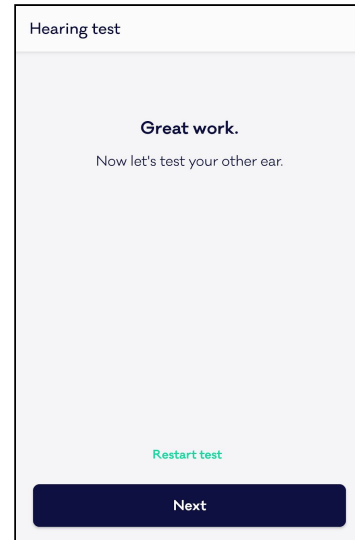 Hearing test
Great work.
Now let's test your other ear.
Restart test
Next